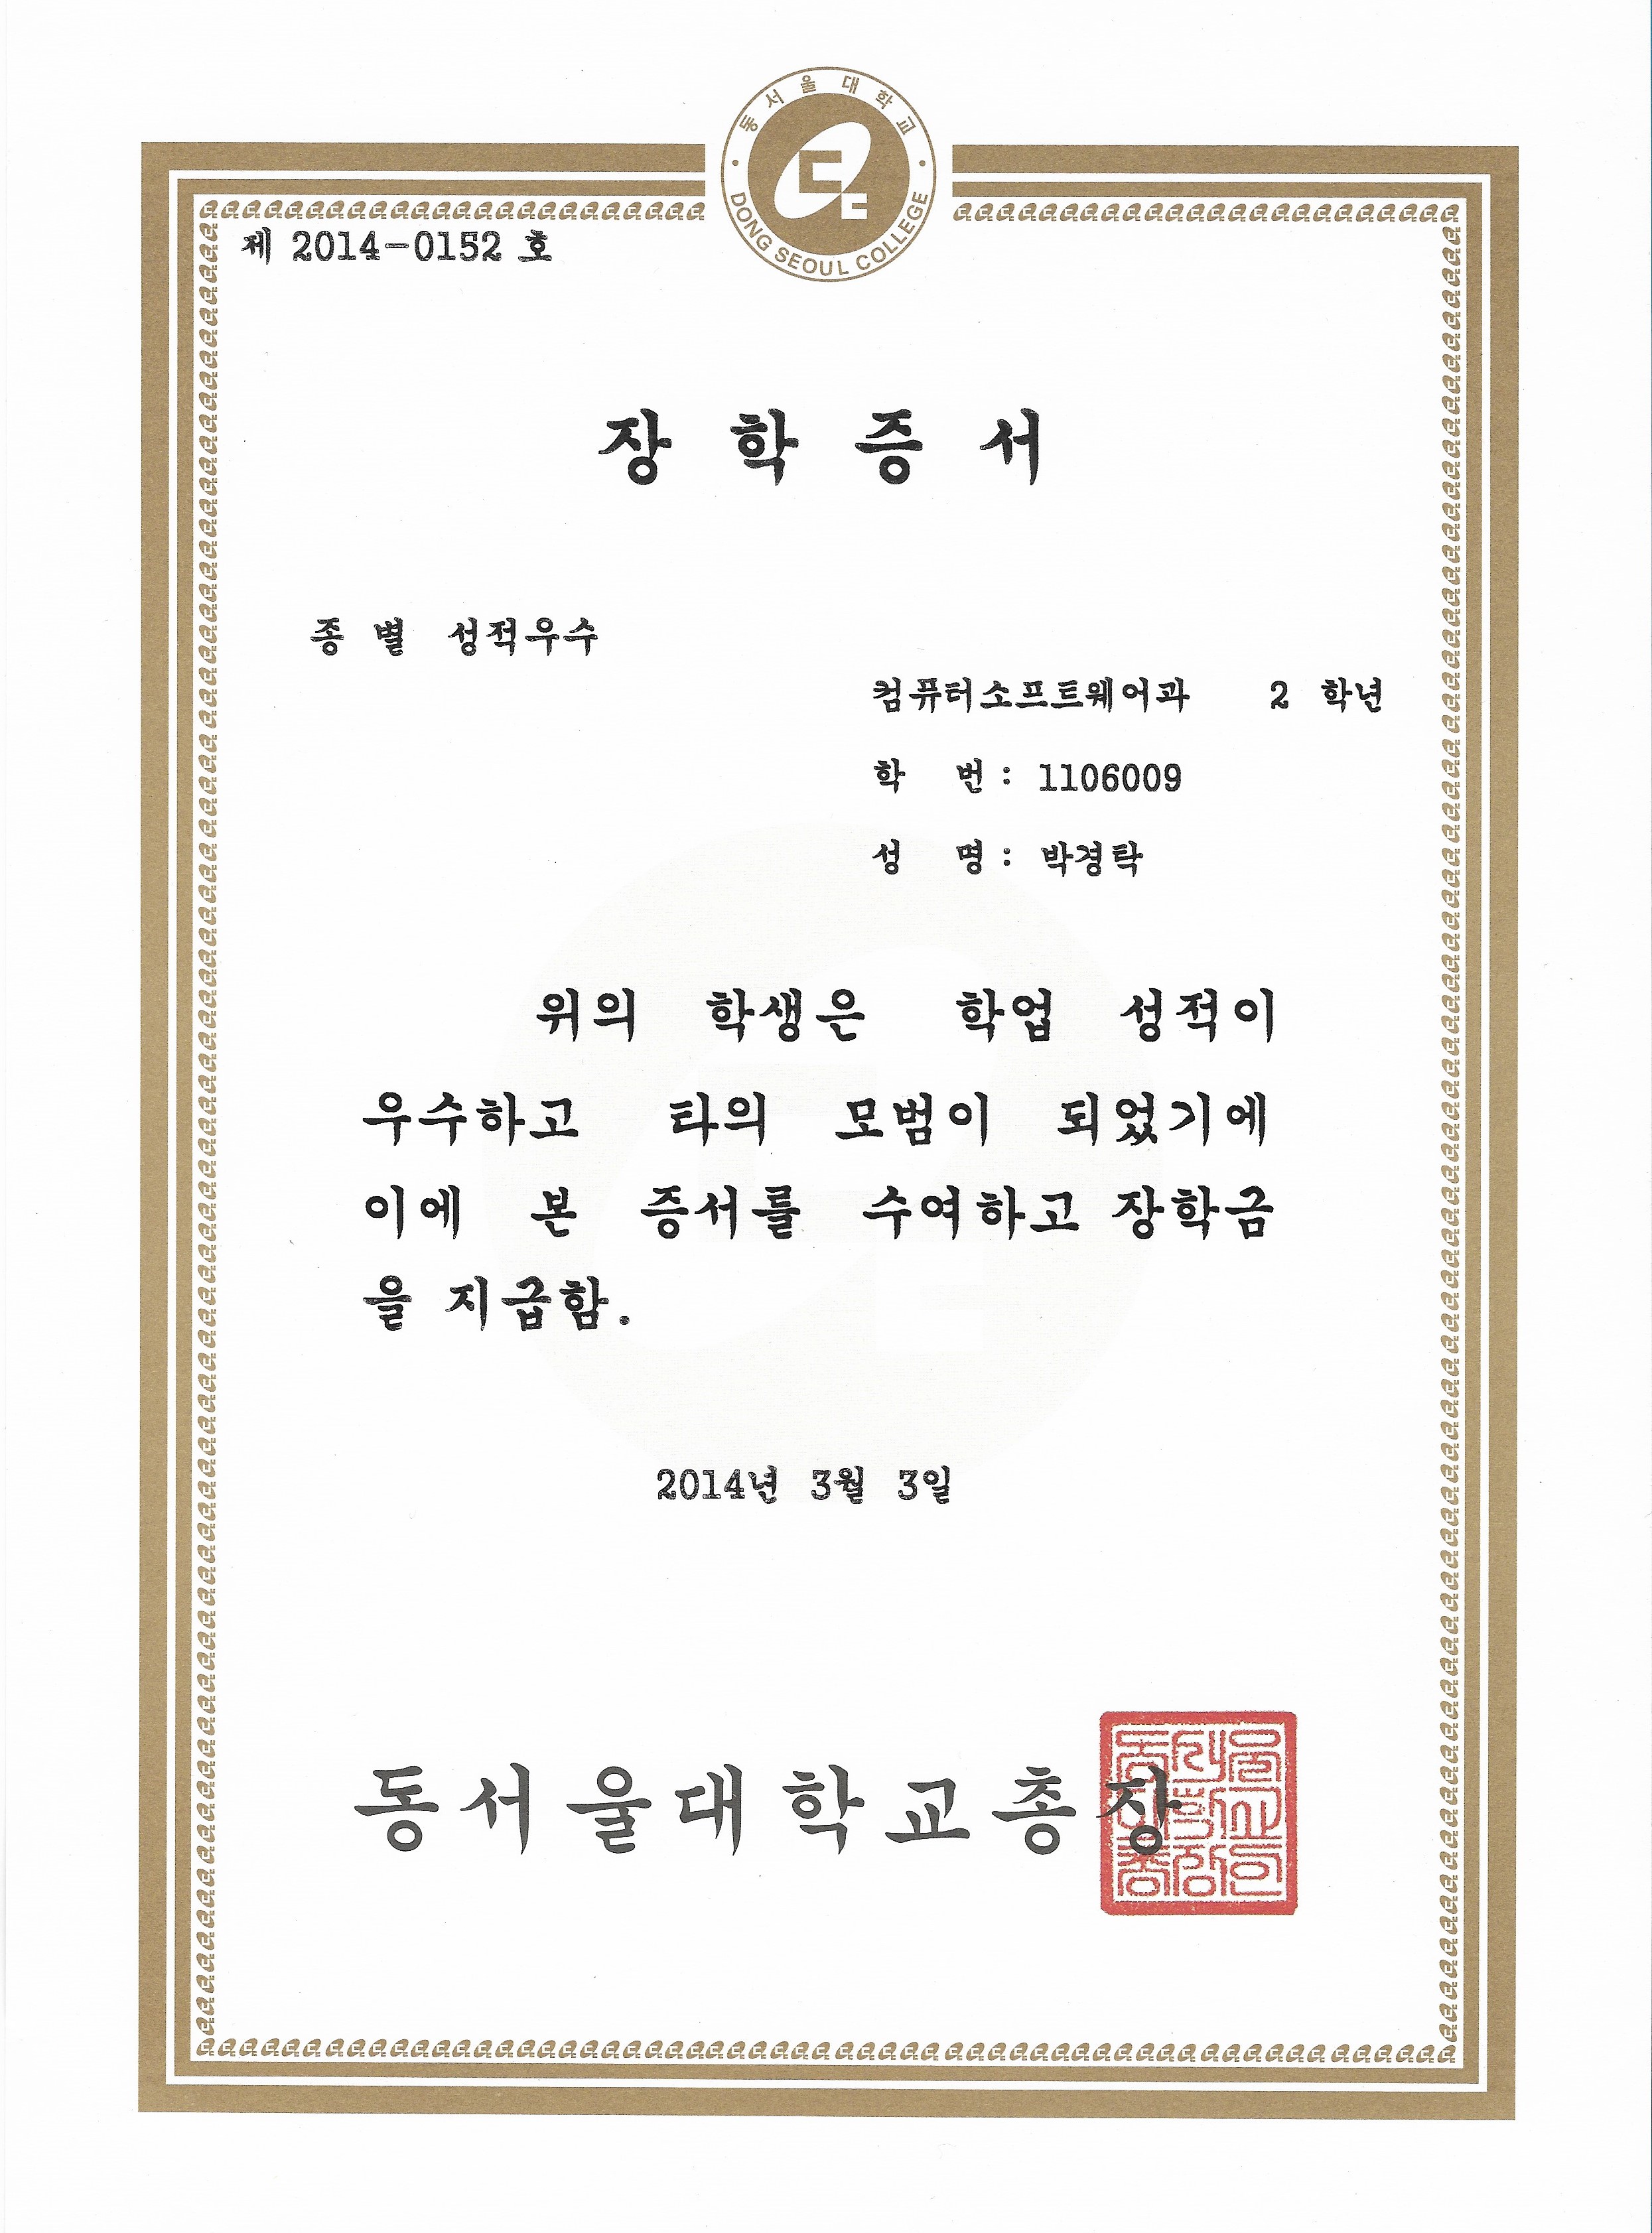 동서울대학교
DONG SEOUL COLLEGE
제 2014-0152 호
장 학 증 서
종 별 성적우수
컴퓨터소프트웨어과 2 학년
학 번 : 1106009
성 명 : 박경탁
위의 학생은 학업 성적이
우수하고 타의 모범이 되었기에
이에 본 증서를 수여하고 장학금
을 지급함.
2014년 3월 3일
동서울대학교총장